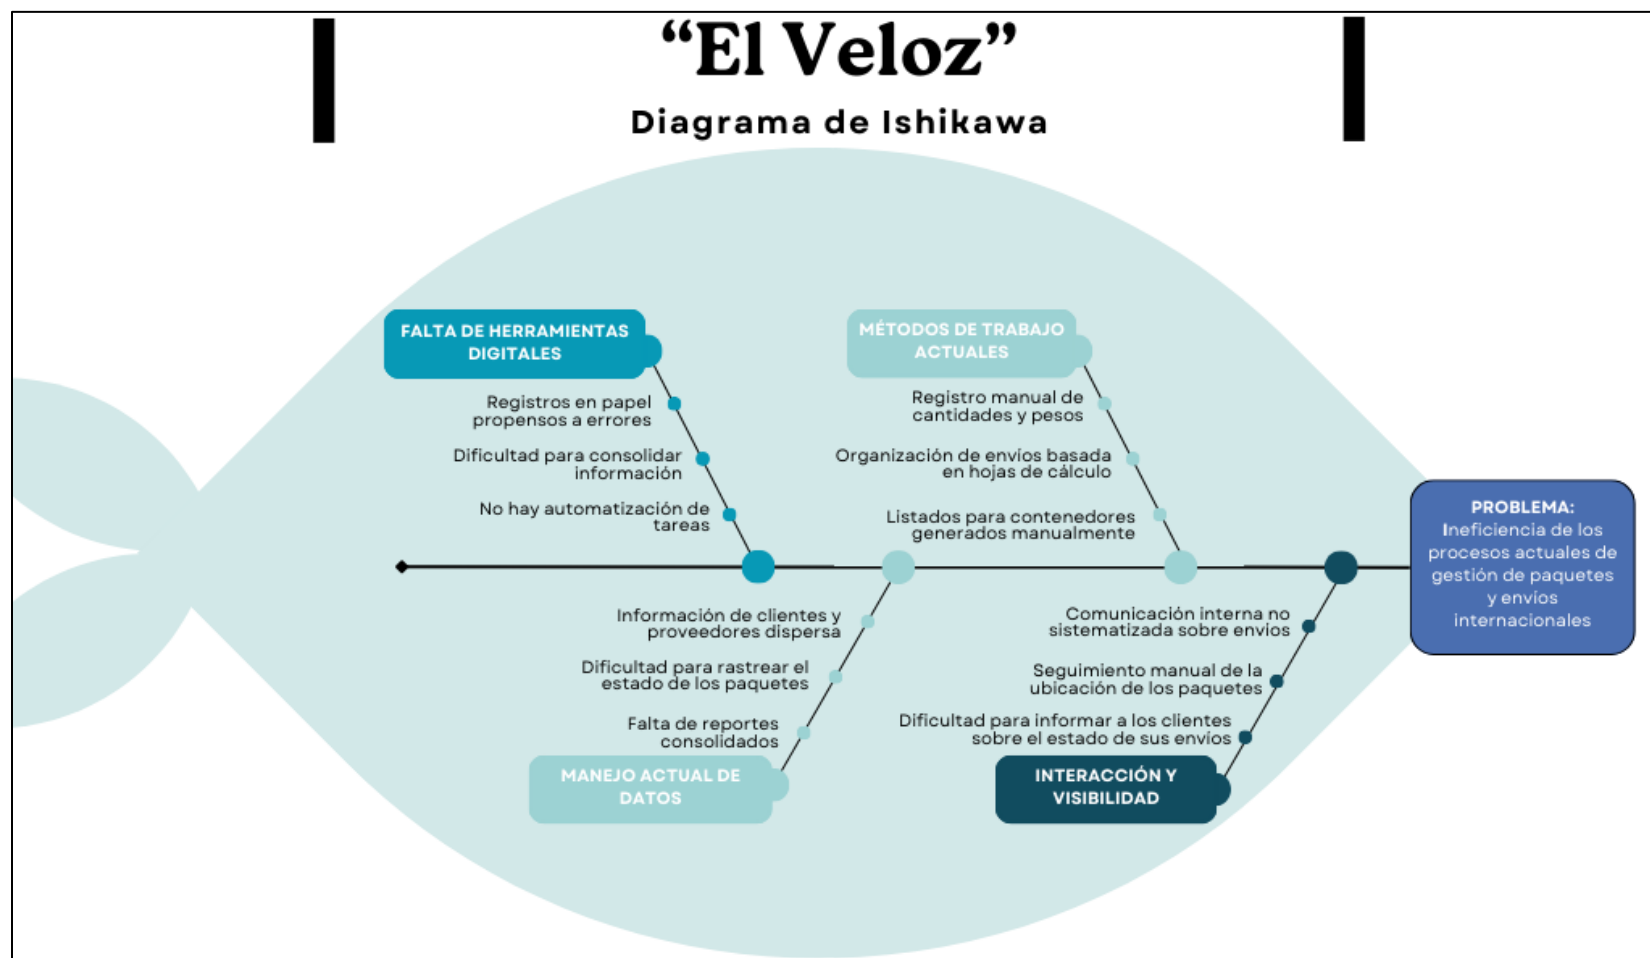 “El Veloz”
Diagrama de Ishikawa
FALTA DE HERRAMIENTAS
DIGITALES
Registros en papel
propensos a errores
Dificultad para consolidar
información
No hay automatización de
tareas
MÉTODOS DE TRABAJO
ACTUALES
Registro manual de
cantidades y pesos
Organización de envíos basada
en hojas de cálculo
Listados para contenedores
generados manualmente
PROBLEMA:
Ineficiencia de los
procesos actuales de
gestión de paquetes
y envíos
internacionales
Información de clientes y
proveedores dispersa
Dificultad para rastrear el
estado de los paquetes
Falta de reportes
consolidados
MANEJO ACTUAL DE
DATOS
Comunicación interna no
sistematizada sobre envíos
Seguimiento manual de la
ubicación de los paquetes
Dificultad para informar a los clientes
sobre el estado de sus envíos
INTERACCIÓN Y
VISIBILIDAD